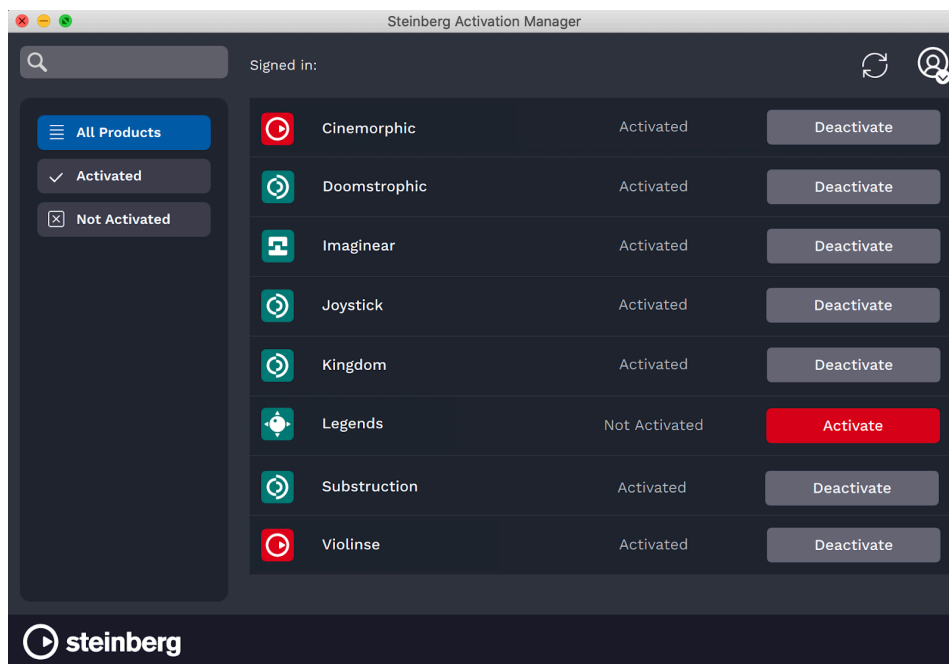 Steinberg Activation Manager
Signed in:
All Products
Activated
Not Activated
Cinemorphic Activated Deactivate
Doomstrophic Activated Deactivate
Imaginear Activated Deactivate
Joystick Activated Deactivate
Kingdom Activated Deactivate
Legends Not Activated Activate
Substruction Activated Deactivate
Violinse Activated Deactivate
steinberg